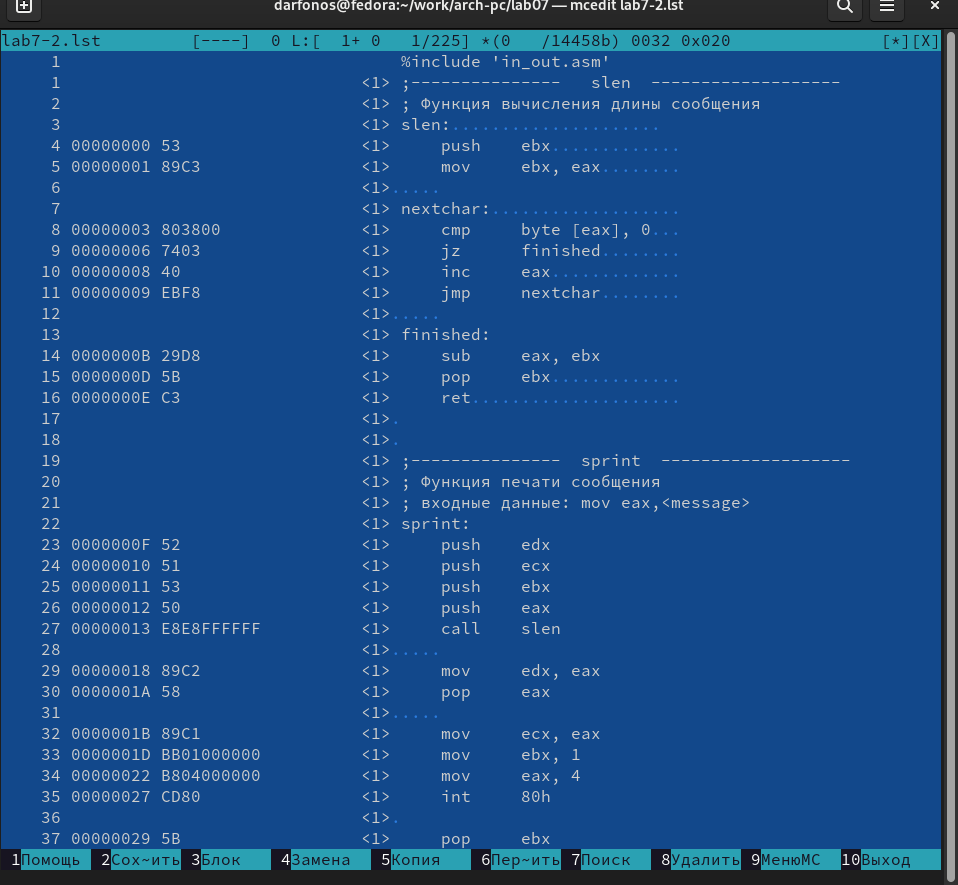 darfonos@fedora:~/work/arch-pc/lab07 — mcedit lab7-2.lst
lab7-2.lst [----] 0 L:[ 1+ 0 1/225] *(0 /14458b) 0032 0x020 [*][X]
1 %include 'in_out.asm'
1 <1> ;--------------- slen -------------------
2 <1> ; Функция вычисления длины сообщения
3 <1> slen:.....................
4 00000000 53 <1> push ebx.............
5 00000001 89C3 <1> mov ebx, eax........
6 <1>.....
7 <1> nextchar:...................
8 00000003 803800 <1> cmp byte [eax], 0...
9 00000006 7403 <1> jz finished........
10 00000008 40 <1> inc eax.............
11 00000009 EBF8 <1> jmp nextchar........
12 <1>.....
13 <1> finished:
14 0000000B 29D8 <1> sub eax, ebx
15 0000000D 5B <1> pop ebx.............
16 0000000E C3 <1> ret.....................
17 <1>.
18 <1>.
19 <1> ;--------------- sprint -------------------
20 <1> ; Функция печати сообщения
21 <1> ; входные данные: mov eax,<message>
22 <1> sprint:
23 0000000F 52 <1> push edx
24 00000010 51 <1> push ecx
25 00000011 53 <1> push ebx
26 00000012 50 <1> push eax
27 00000013 E8E8FFFFFF <1> call slen
28 <1>.....
29 00000018 89C2 <1> mov edx, eax
30 0000001A 58 <1> pop eax
31 <1>.....
32 0000001B 89C1 <1> mov ecx, eax
33 0000001D BB01000000 <1> mov ebx, 1
34 00000022 B804000000 <1> mov eax, 4
35 00000027 CD80 <1> int 80h
36 <1>.
37 00000029 5B <1> pop ebx
1Помощь 2Сох~ить 3Блок 4Замена 5Копия 6Пер~ить 7Поиск 8Удалить 9МенюMC 10Выход